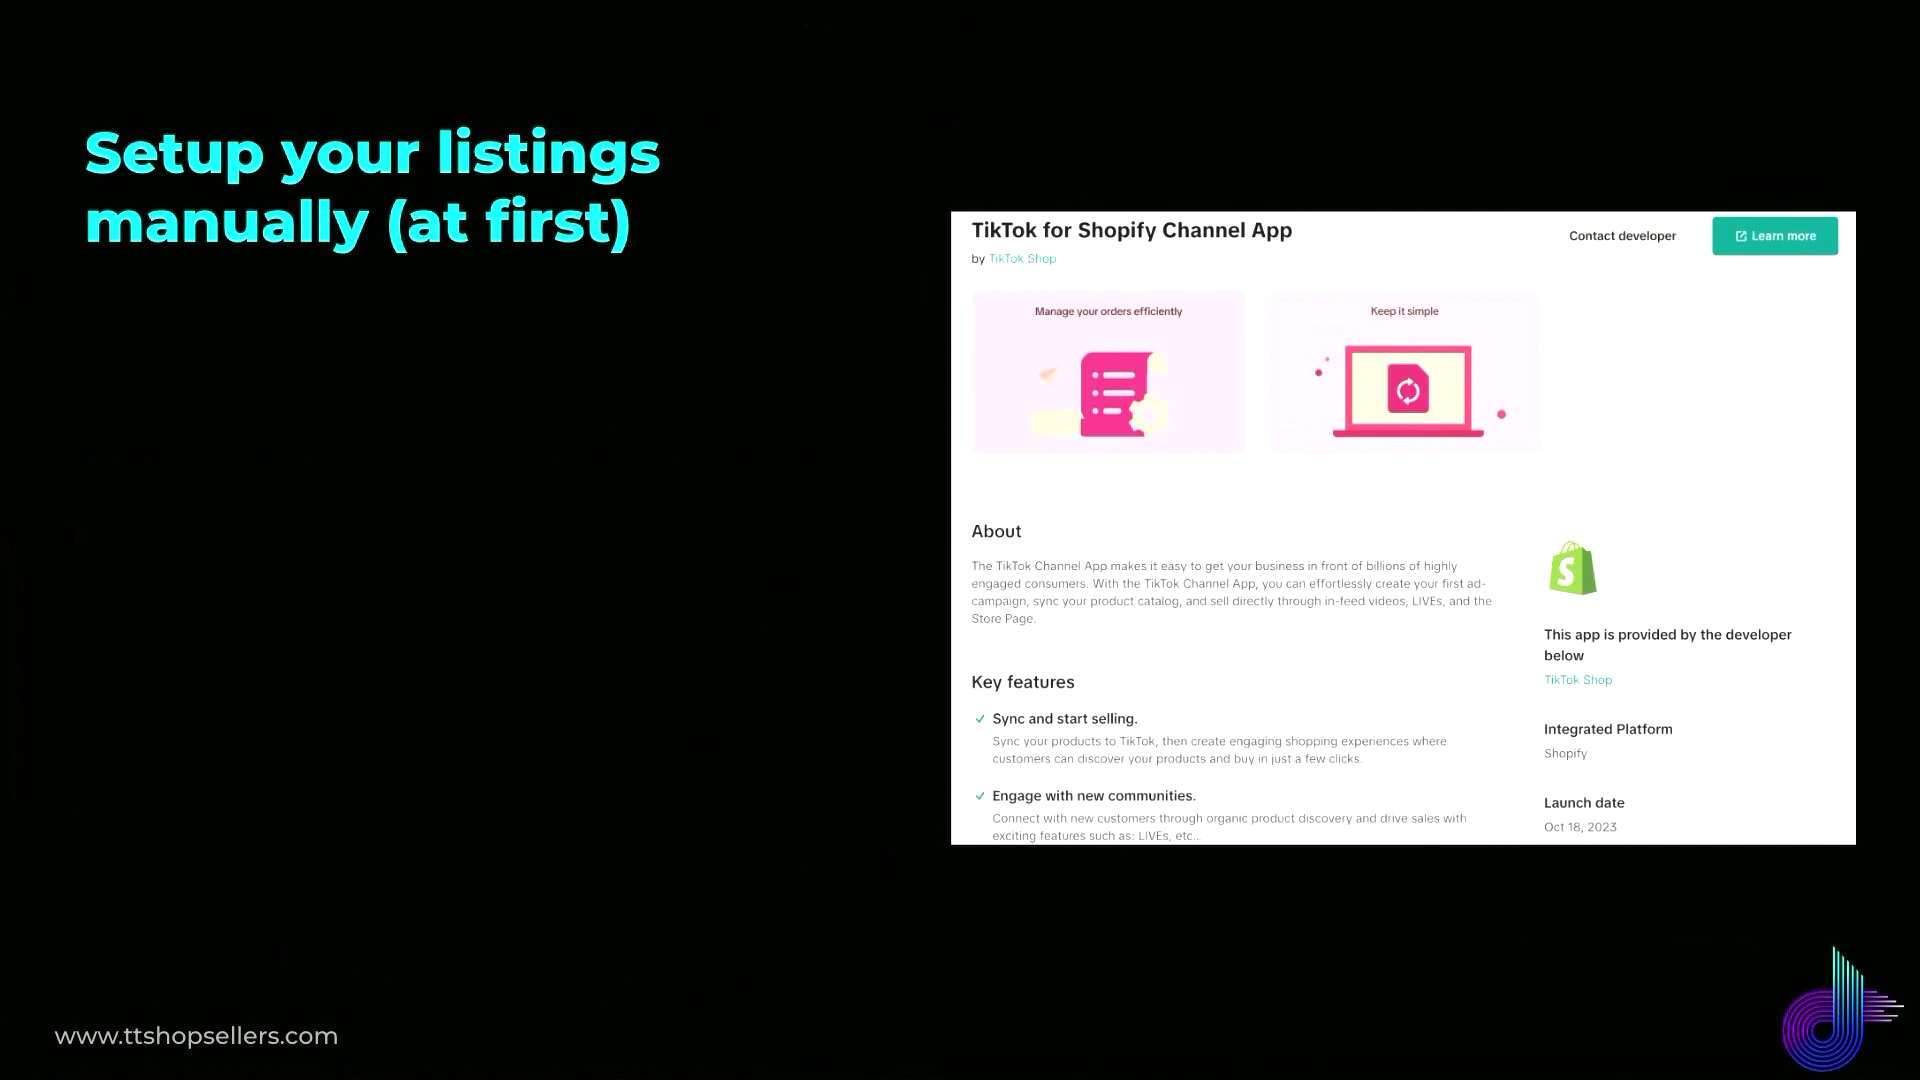 Setup your listings
manually (at first)
TikTok for Shopify Channel App
by TikTok Shop
Contact developer
Learn more
Manage your orders efficiently
Keep it simple
About
The TikTok Channel App makes it easy to get your business in front of billions of highly
engaged consumers. With the TikTok Channel App, you can effortlessly create your first ad-
campaign, sync your product catalog, and sell directly through in-feed videos, LIVEs, and the
Store Page.
Key features
Sync and start selling.
Sync your products to TikTok, then create engaging shopping experiences where
customers can discover your products and buy in just a few clicks.
Engage with new communities.
Connect with new customers through organic product discovery and drive sales with
exciting features such as: LIVEs, etc...
This app is provided by the developer
below
TikTok Shop
Integrated Platform
Shopify
Launch date
Oct 18, 2023
www.ttshopsellers.com